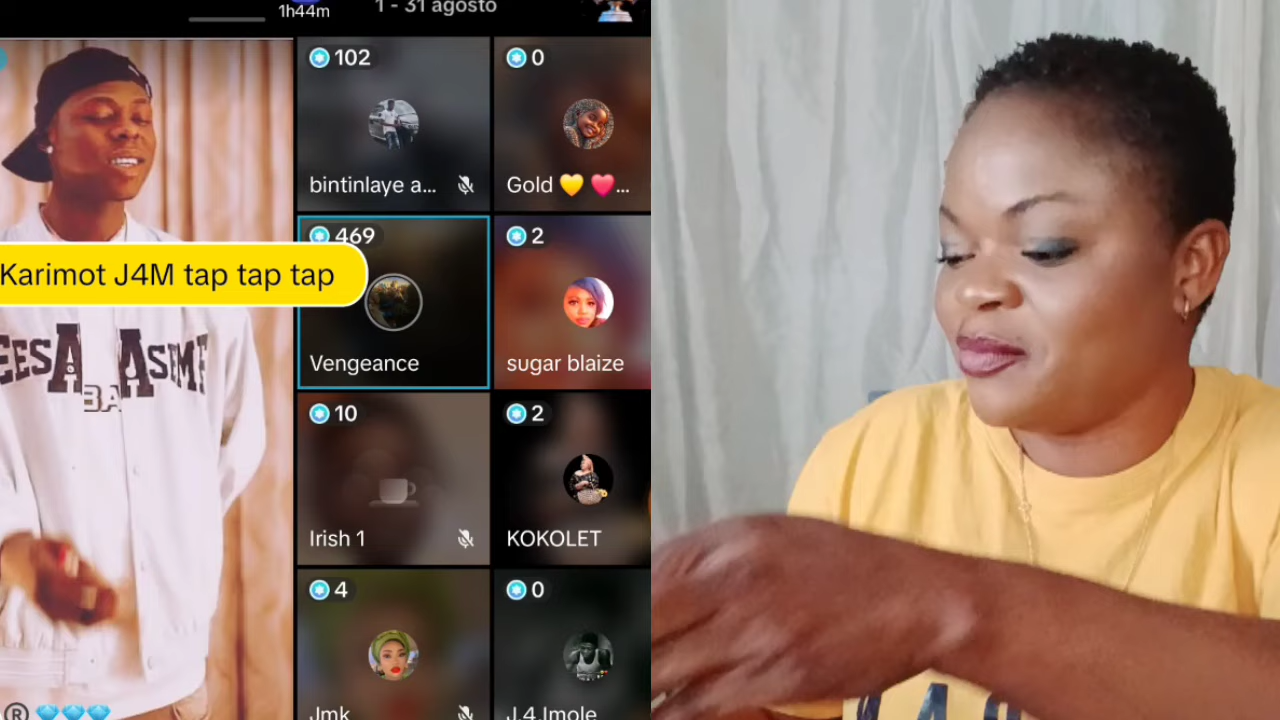 1h44m
1 - 31 agosto
102
bintinlaye a...
0
Gold 💛 💗...
Karimot J4M tap tap tap
469
Vengeance
2
sugar blaize
10
Irish 1
2
KOKOLET
4
Jmk
0
J.4.Imole
®